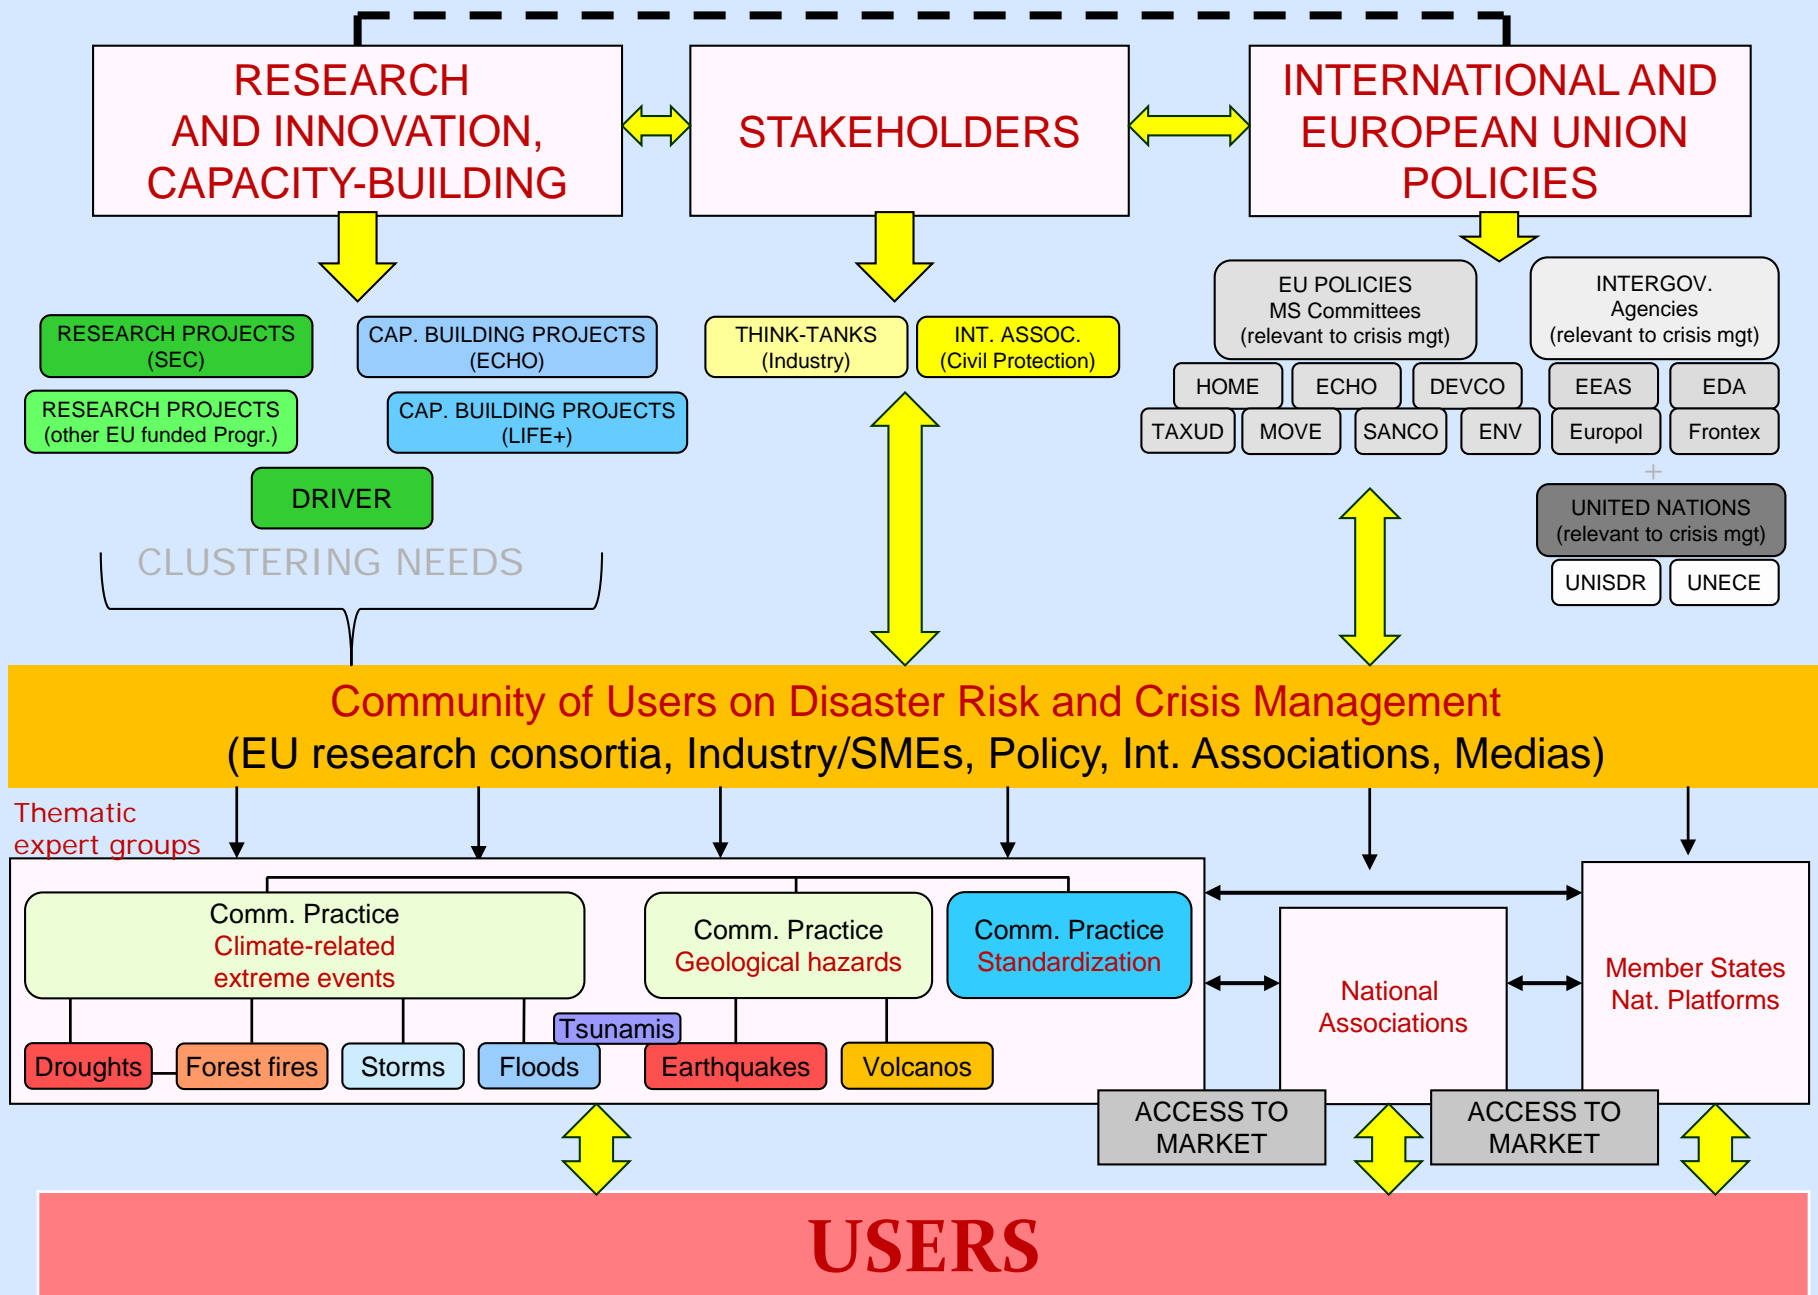 RESEARCH
AND INNOVATION,
CAPACITY-BUILDING
STAKEHOLDERS
INTERNATIONAL AND
EUROPEAN UNION
POLICIES
RESEARCH PROJECTS
(SEC)
CAP. BUILDING PROJECTS
(ECHO)
RESEARCH PROJECTS
(other EU funded Progr.)
CAP. BUILDING PROJECTS
(LIFE+)
DRIVER
CLUSTERING NEEDS
THINK-TANKS
(Industry)
INT. ASSOC.
(Civil Protection)
EU POLICIES
MS Committees
(relevant to crisis mgt)
INTERGOV.
Agencies
(relevant to crisis mgt)
HOME
ECHO
DEVCO
EEAS
EDA
TAXUD
MOVE
SANCO
ENV
Europol
Frontex
+
UNITED NATIONS
(relevant to crisis mgt)
UNISDR
UNECE
Community of Users on Disaster Risk and Crisis Management
(EU research consortia, Industry/SMEs, Policy, Int. Associations, Medias)
Thematic
expert groups
Comm. Practice
Climate-related
extreme events
Comm. Practice
Geological hazards
Comm. Practice
Standardization
Tsunamis
Droughts
Forest fires
Storms
Floods
Earthquakes
Volcanos
National
Associations
Member States
Nat. Platforms
ACCESS TO
MARKET
ACCESS TO
MARKET
USERS